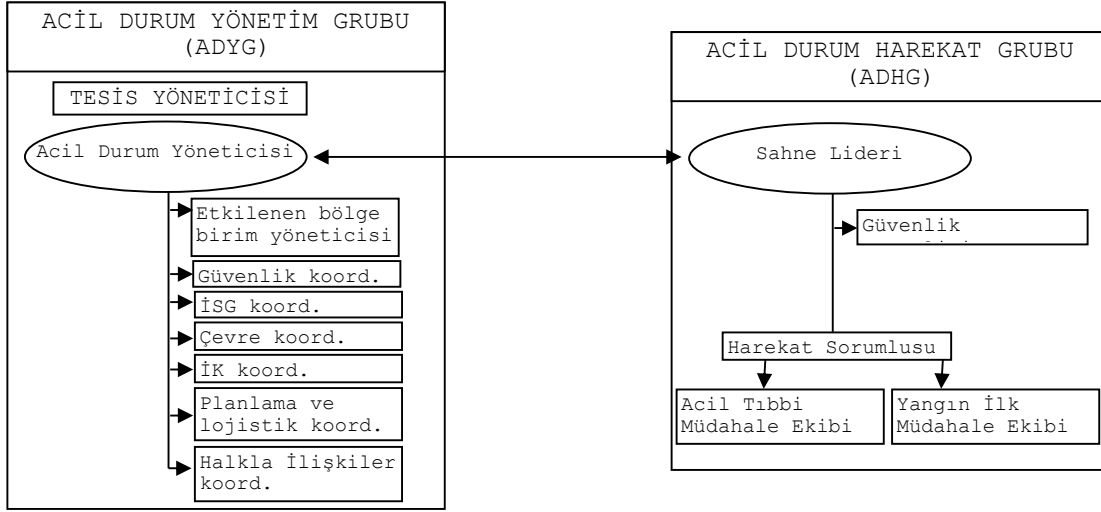 ACİL DURUM YÖNETİM GRUBU
(ADYG)
TESİS YÖNETİCİSİ
Acil Durum Yöneticisi
Etkilenen bölge
birim yöneticisi
Güvenlik koord.
İSG koord.
Çevre koord.
İK koord.
Planlama ve
lojistik koord.
Halkla İlişkiler
koord.
ACİL DURUM HAREKAT GRUBU
(ADHG)
Sahne Lideri
Güvenlik
Harekat Sorumlusu
Acil Tıbbi
Müdahale Ekibi
Yangın İlk
Müdahale Ekibi